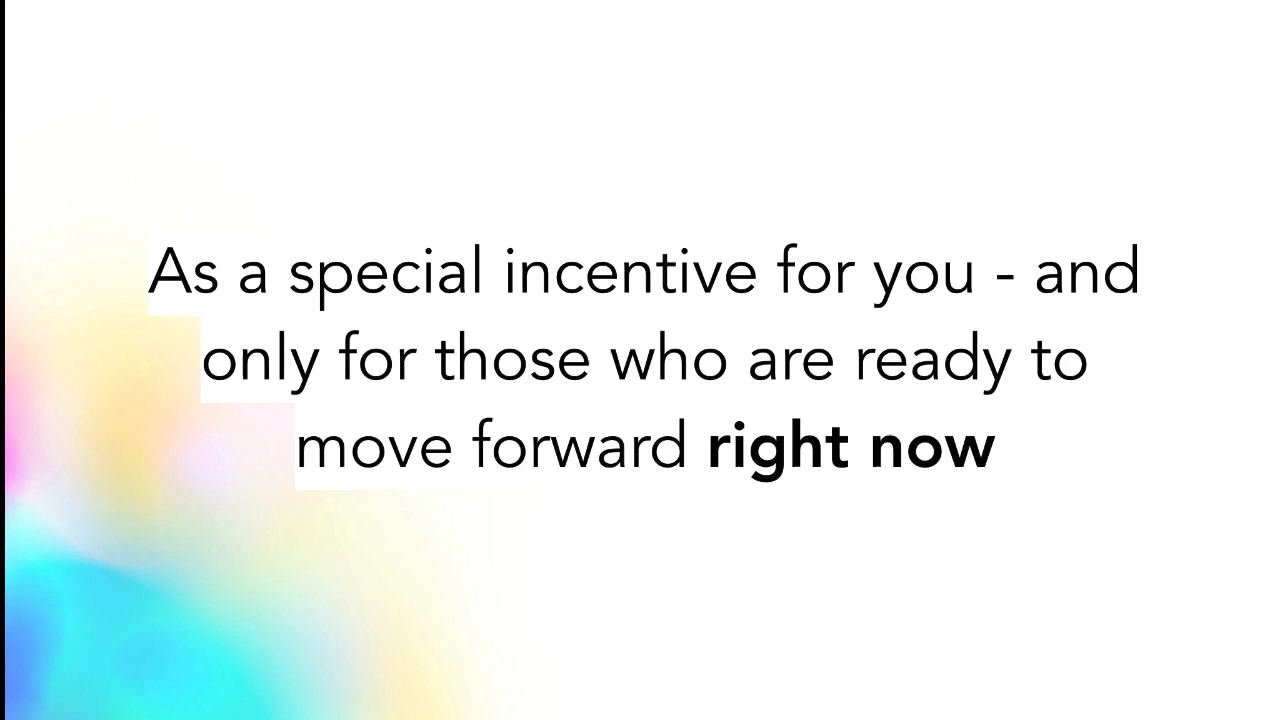 As a special incentive for you - and
only for those who are ready to
move forward right now